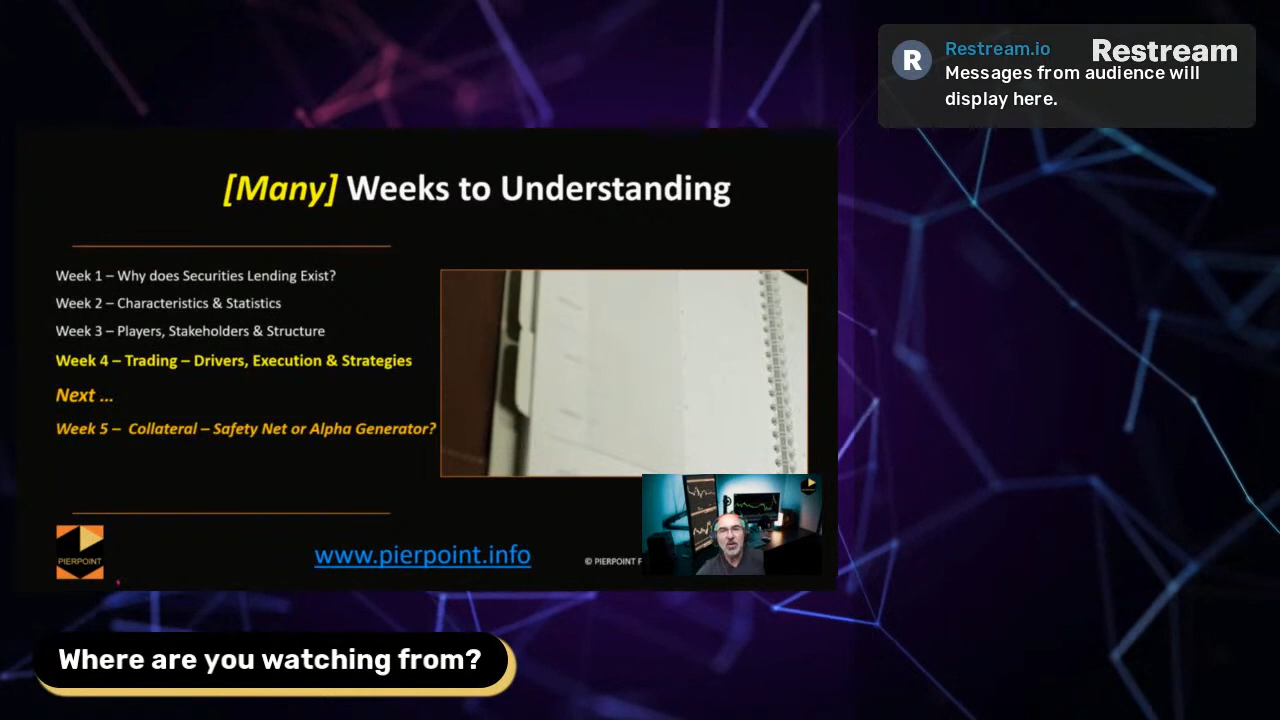 Restream.io
Restream
R
Messages from audience will
display here.
[Many] Weeks to Understanding
Week 1 – Why does Securities Lending Exist?
Week 2 – Characteristics & Statistics
Week 3 – Players, Stakeholders & Structure
Week 4 – Trading – Drivers, Execution & Strategies
Next ...
Week 5 – Collateral – Safety Net or Alpha Generator?
PIERPOINT
www.pierpoint.info
© PIERPOINT F
Where are you watching from?